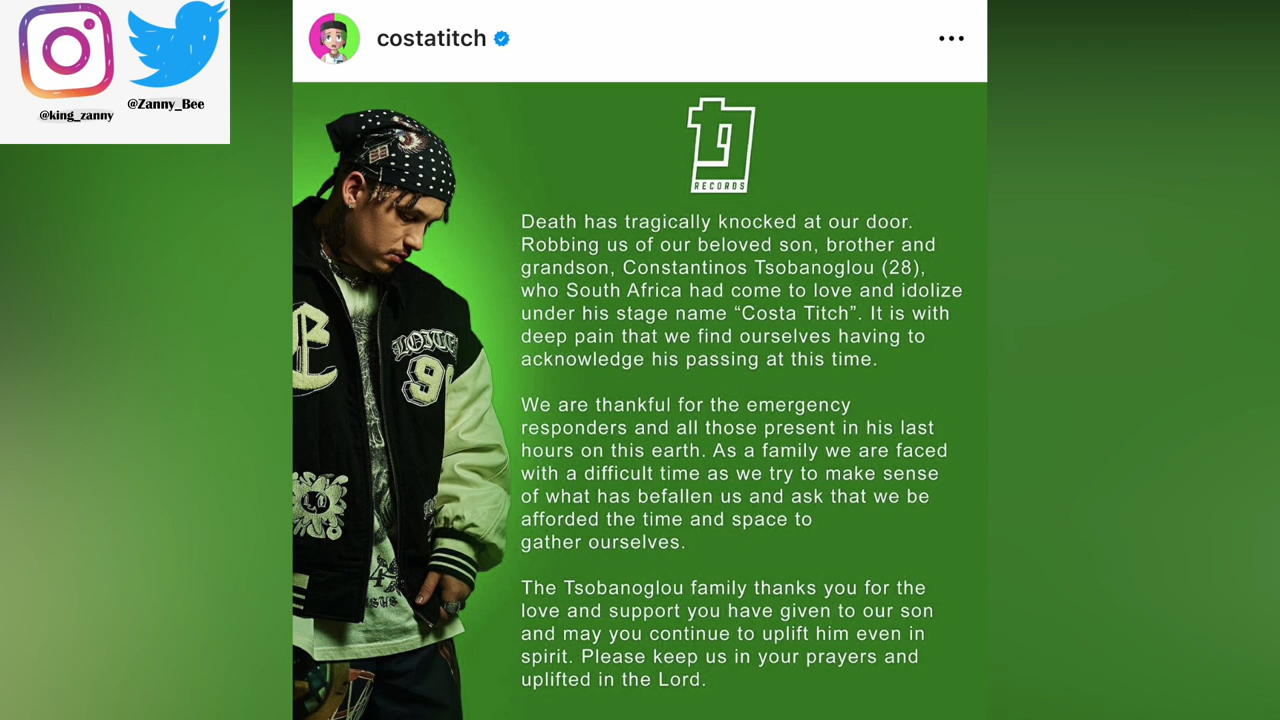 @king_zanny
@Zanny_Bee
costatitch
19
RECORDS
Death has tragically knocked at our door.
Robbing us of our beloved son, brother and
grandson, Constantinos Tsobanoglou (28),
who South Africa had come to love and idolize
under his stage name “Costa Titch”. It is with
deep pain that we find ourselves having to
acknowledge his passing at this time.
We are thankful for the emergency
responders and all those present in his last
hours on this earth. As a family we are faced
with a difficult time as we try to make sense
of what has befallen us and ask that we be
afforded the time and space to
gather ourselves.
The Tsobanoglou family thanks you for the
love and support you have given to our son
and may you continue to uplift him even in
spirit. Please keep us in your prayers and
uplifted in the Lord.